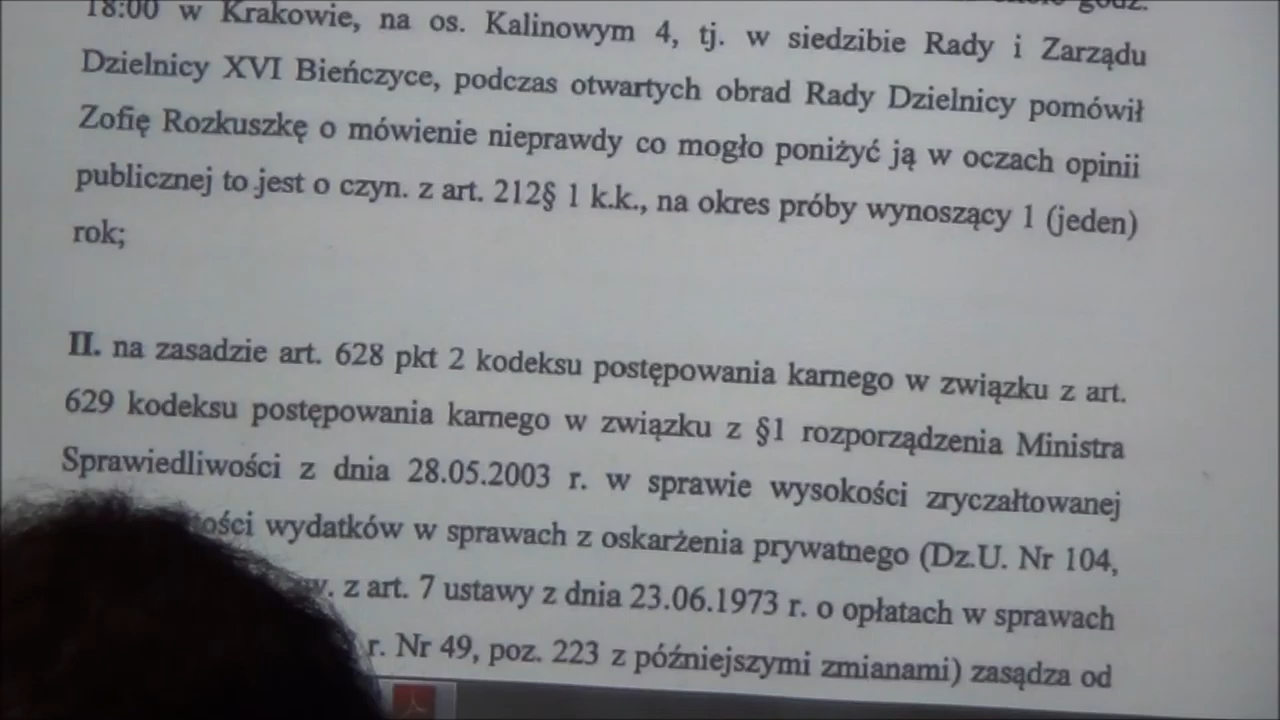 godz.
18:00 w Krakowie, na os. Kalinowym 4, tj. w siedzibie Rady i Zarządu
Dzielnicy XVI Bieńczyce, podczas otwartych obrad Rady Dzielnicy pomówił
Zofię Rozkuszkę o mówienie nieprawdy co mogło poniżyć ją w oczach opinii
publicznej to jest o czyn. z art. 212§ 1 k.k., na okres próby wynoszący 1 (jeden)
rok;
II. na zasadzie art. 628 pkt 2 kodeksu postępowania karnego w związku z art.
629 kodeksu postępowania karnego w związku z §1 rozporządzenia Ministra
Sprawiedliwości z dnia 28.05.2003 r. w sprawie wysokości zryczałtowanej
wydatków w sprawach z oskarżenia prywatnego (Dz.U. Nr 104,
z art. 7 ustawy z dnia 23.06.1973 r. o opłatach w sprawach
r. Nr 49, poz. 223 z późniejszymi zmianami) zasądza od